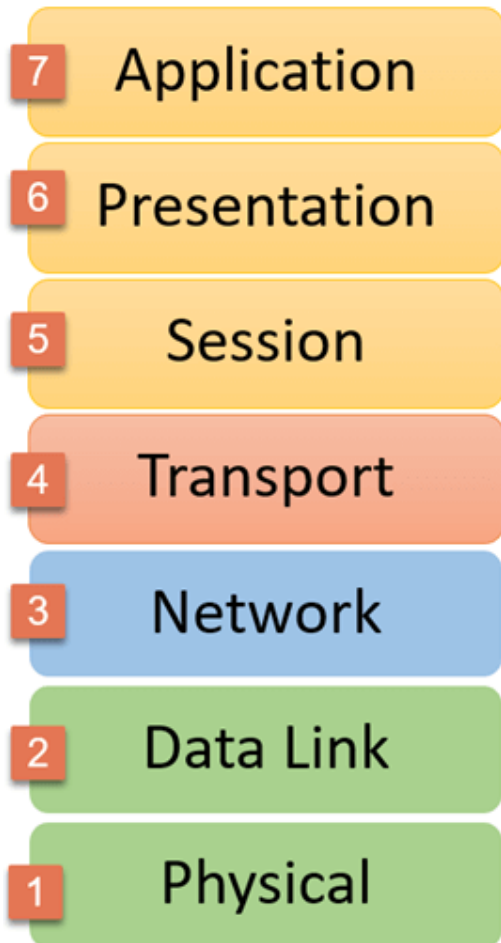 7 Application
6 Presentation
5 Session
4 Transport
3 Network
2 Data Link
1 Physical